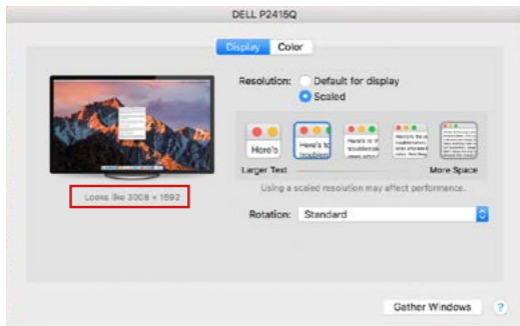 DELL P2415Q
Display Color
Resolution: Default for display
Scaled
Here's
Larger Text More Space
Using a scaled resolution may affect performance.
Looks like 3008 × 1692
Rotation: Standard
Gather Windows ?